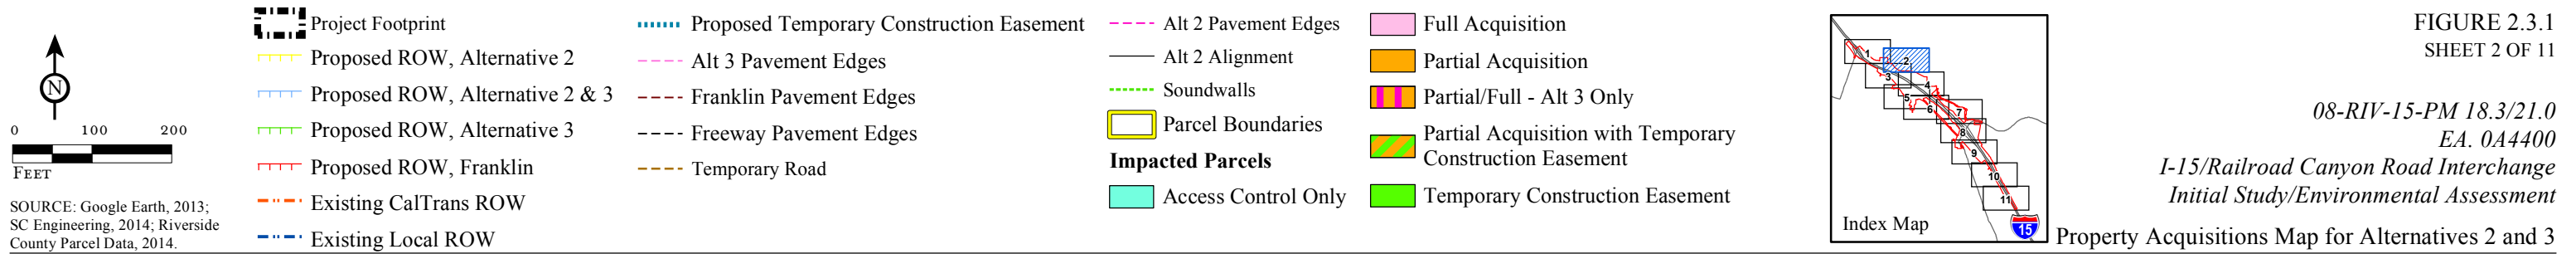 N
0 100 200
FEET
SOURCE: Google Earth, 2013;
SC Engineering, 2014; Riverside
County Parcel Data, 2014.
Project Footprint
Proposed ROW, Alternative 2
Proposed ROW, Alternative 2 & 3
Proposed ROW, Alternative 3
Proposed ROW, Franklin
Existing CalTrans ROW
Existing Local ROW
Proposed Temporary Construction Easement
Alt 3 Pavement Edges
Franklin Pavement Edges
Freeway Pavement Edges
Temporary Road
Alt 2 Pavement Edges
Alt 2 Alignment
Soundwalls
Parcel Boundaries
Impacted Parcels
Access Control Only
Full Acquisition
Partial Acquisition
Partial/Full - Alt 3 Only
Partial Acquisition with Temporary
Construction Easement
Temporary Construction Easement
1
2
3
4
5
6
7
8
9
10
11
Index Map
15
FIGURE 2.3.1
SHEET 2 OF 11
08-RIV-15-PM 18.3/21.0
EA. 0A4400
I-15/Railroad Canyon Road Interchange
Initial Study/Environmental Assessment
Property Acquisitions Map for Alternatives 2 and 3